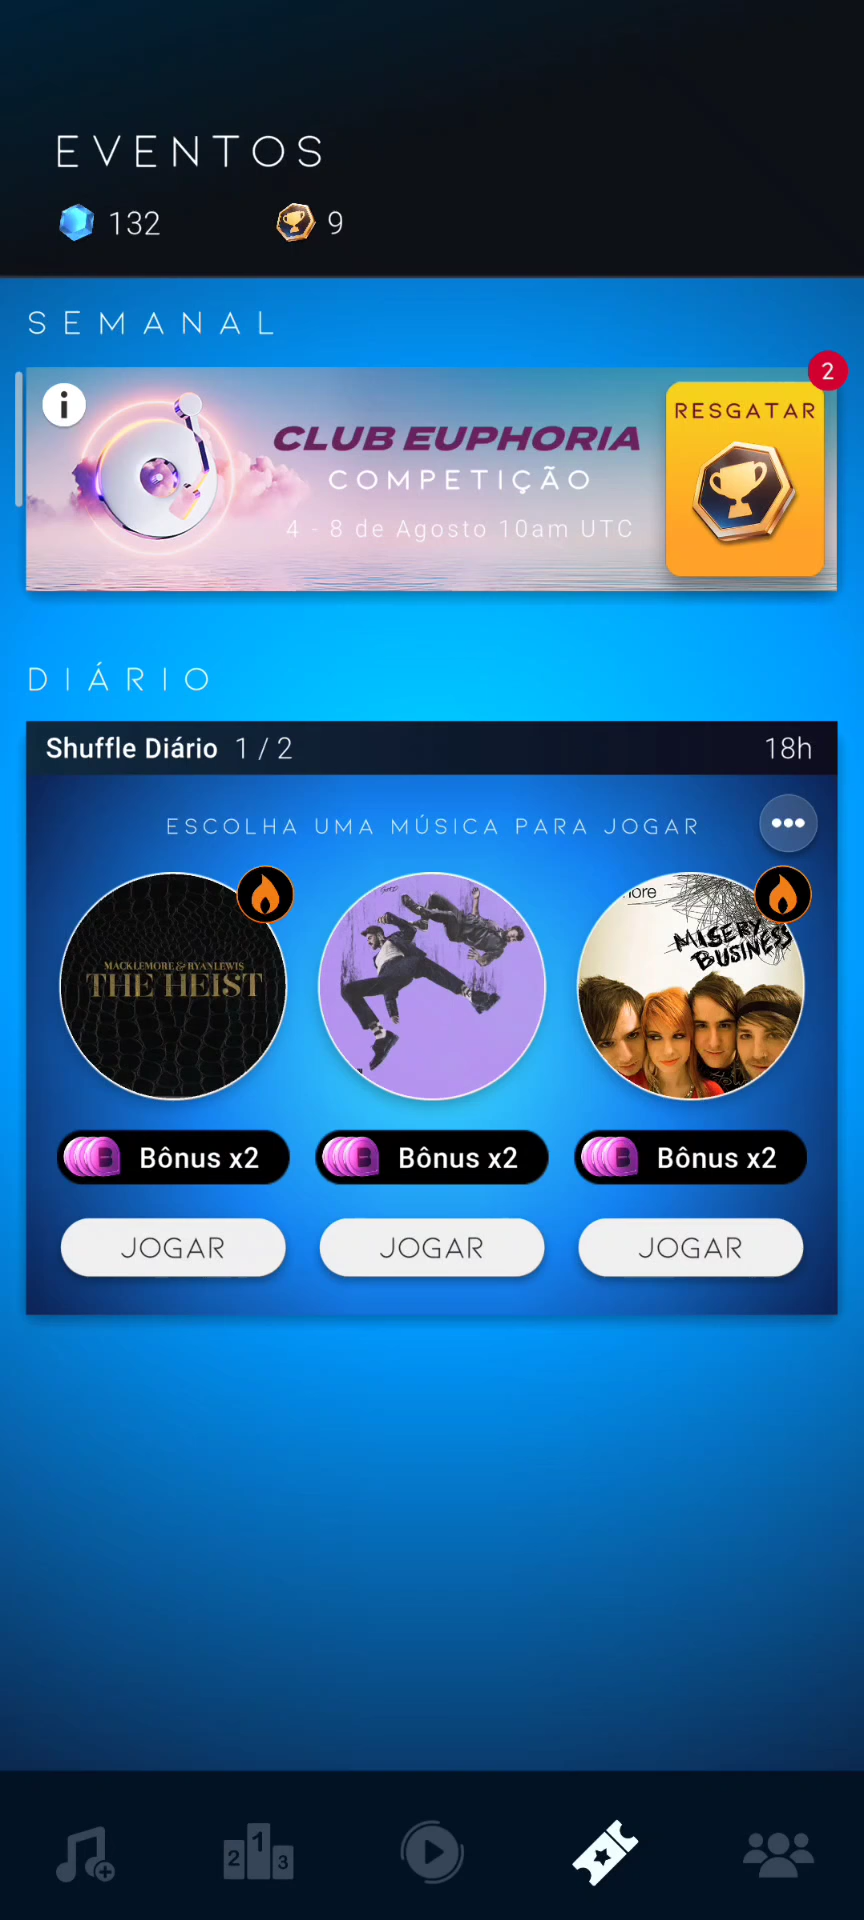 EVENTOS
132
9
SEMANAL
2
i
RESGATAR
CLUB EUPHORIA
COMPETIÇÃO
4 - 8 de Agosto 10am UTC
DIÁRIO
Shuffle Diário 1 / 2
18h
ESCOLHA UMA MÚSICA PARA JOGAR
MACKLEMORE & RYAN LEWIS
THE HEIST
MISERY
BUSINESS
B Bônus x2
B Bônus x2
B Bônus x2
JOGAR
JOGAR
JOGAR
2 1 3